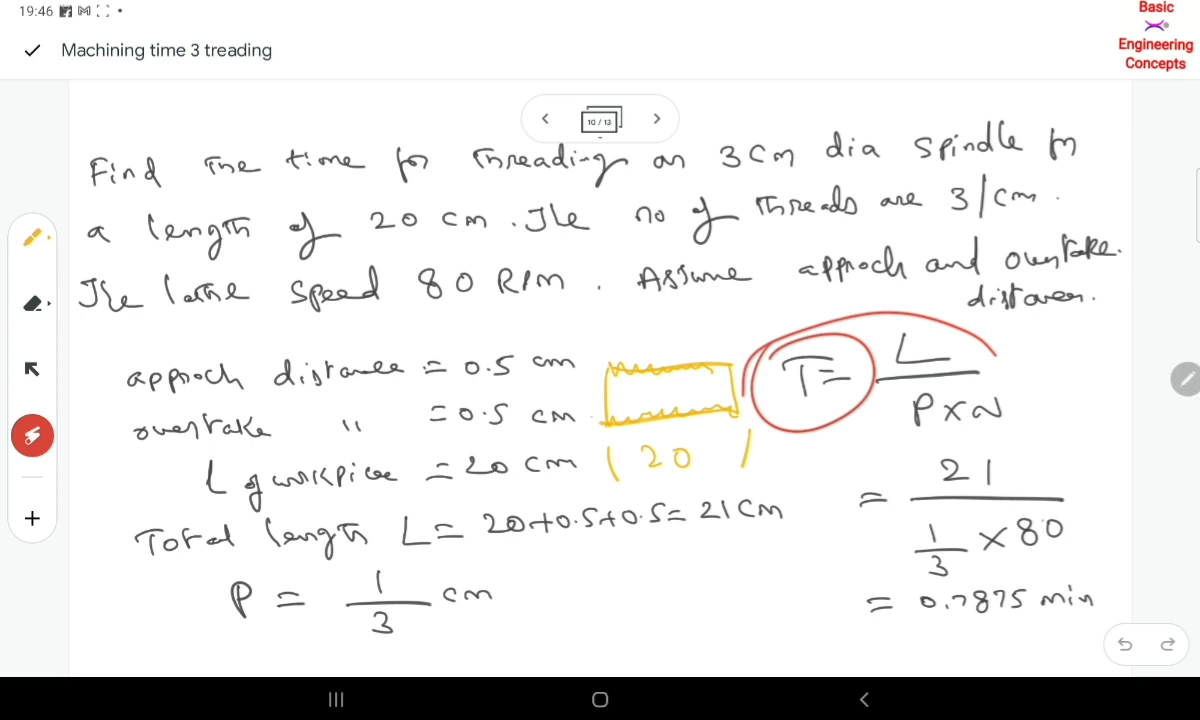 19:46
Basic
Engineering
Concepts
Machining time 3 treading
10 / 13
Find The time for Threading on 3 Cm dia spindle for
a length of 20 cm. The no of Threads are 3/cm.
The lathe speed 80 RPM. Assume approch and overtake.
distances.
approch distance = 0.5 cm
overtake " = 0.5 cm
L of workpiece = 20 cm
20
Total length L = 20+0.5+0.5 = 21 cm
P = 1/3 cm
T = L/P×N
= 21/(1/3 × 80)
= 0.7875 min